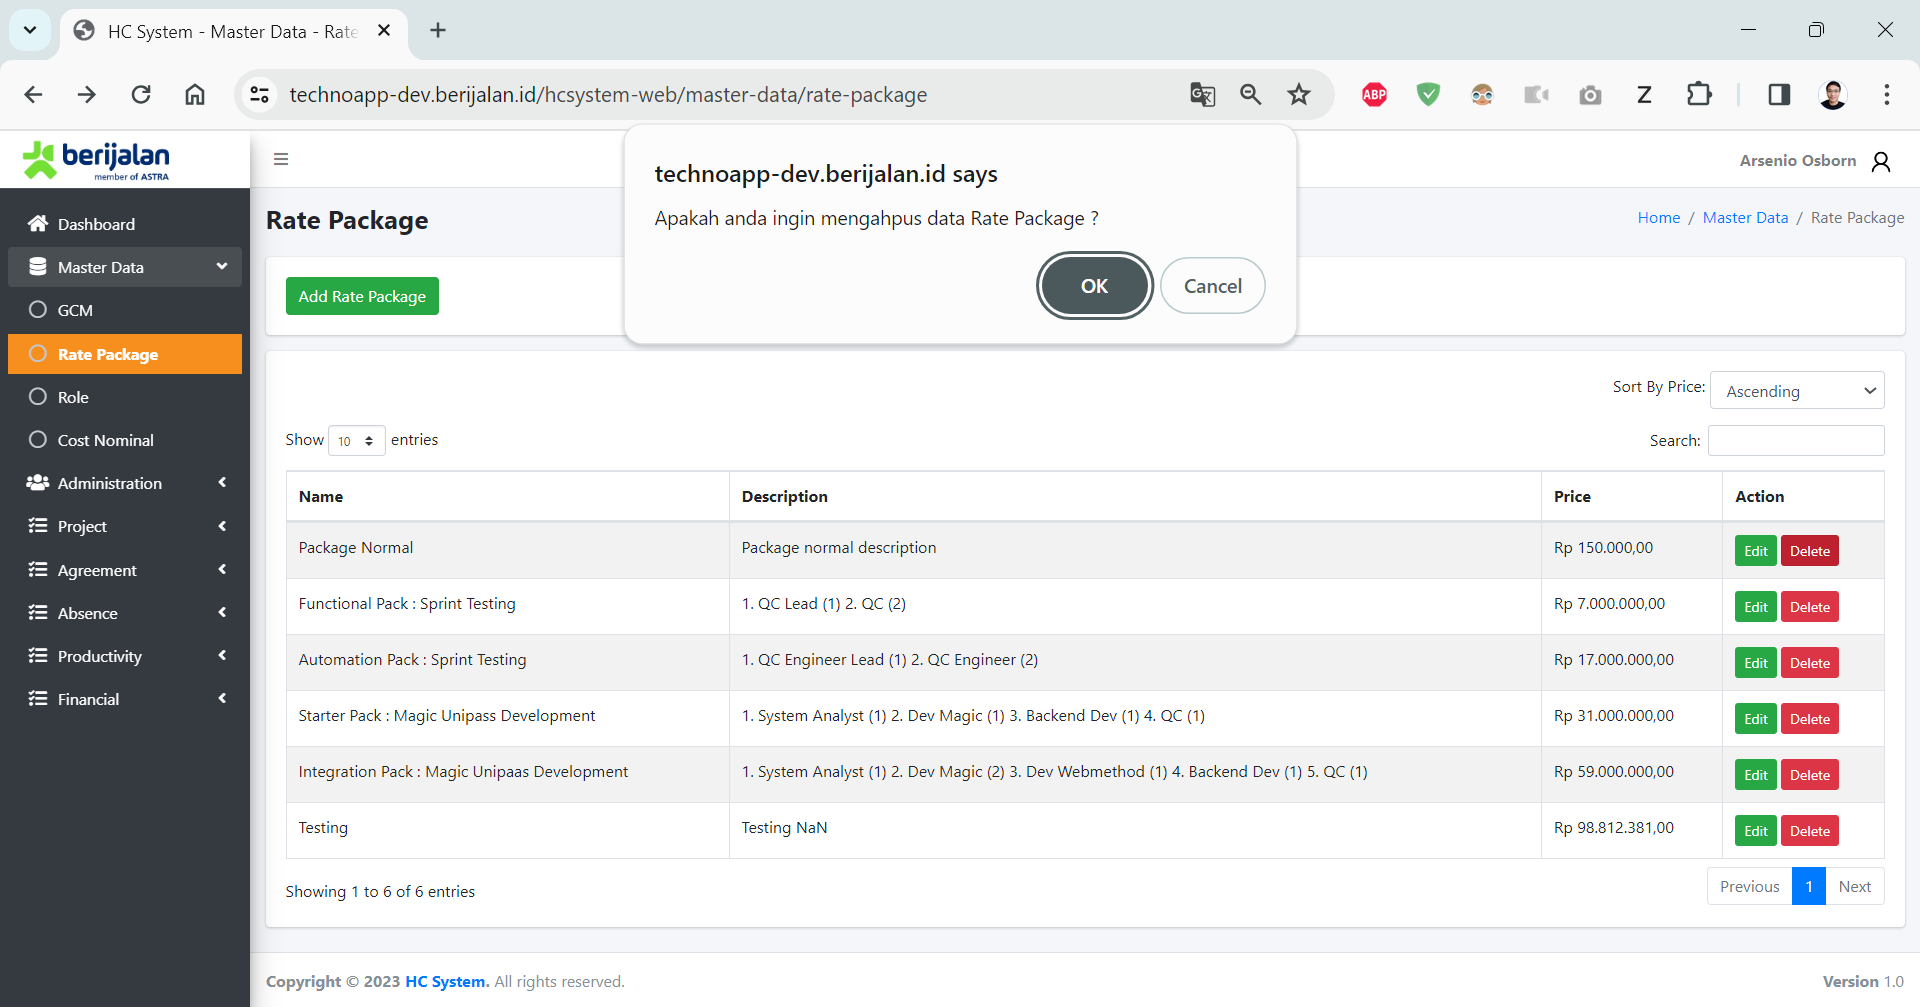 HC System - Master Data - Rate
technoapp-dev.berijalan.id/hcsystem-web/master-data/rate-package
ABP
Z
berijalan
member of ASTRA
Arsenio Osborn
technoapp-dev.berijalan.id says
Apakah anda ingin mengahpus data Rate Package ?
OK
Cancel
Dashboard
Master Data
GCM
Rate Package
Role
Cost Nominal
Administration
Project
Agreement
Absence
Productivity
Financial
Rate Package
Home / Master Data / Rate Package
Add Rate Package
Sort By Price: Ascending
Show 10 entries
Search:
Name Description Price Action
Package Normal Package normal description Rp 150.000,00 Edit Delete
Functional Pack : Sprint Testing 1. QC Lead (1) 2. QC (2) Rp 7.000.000,00 Edit Delete
Automation Pack : Sprint Testing 1. QC Engineer Lead (1) 2. QC Engineer (2) Rp 17.000.000,00 Edit Delete
Starter Pack : Magic Unipass Development 1. System Analyst (1) 2. Dev Magic (1) 3. Backend Dev (1) 4. QC (1) Rp 31.000.000,00 Edit Delete
Integration Pack : Magic Unipaas Development 1. System Analyst (1) 2. Dev Magic (2) 3. Dev Webmethod (1) 4. Backend Dev (1) 5. QC (1) Rp 59.000.000,00 Edit Delete
Testing Testing NaN Rp 98.812.381,00 Edit Delete
Showing 1 to 6 of 6 entries
Previous 1 Next
Copyright © 2023 HC System. All rights reserved.
Version 1.0